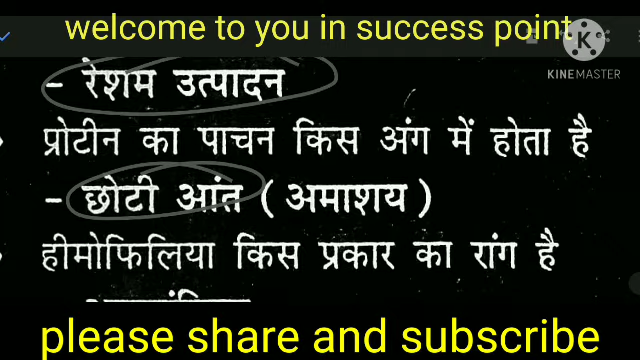 welcome to you in success point
KINEMASTER
- रेशम उत्पादन
प्रोटीन का पाचन किस अंग में होता है
- छोटी आंत ( अमाशय )
हीमोफिलिया किस प्रकार का रांग है
please share and subscribe